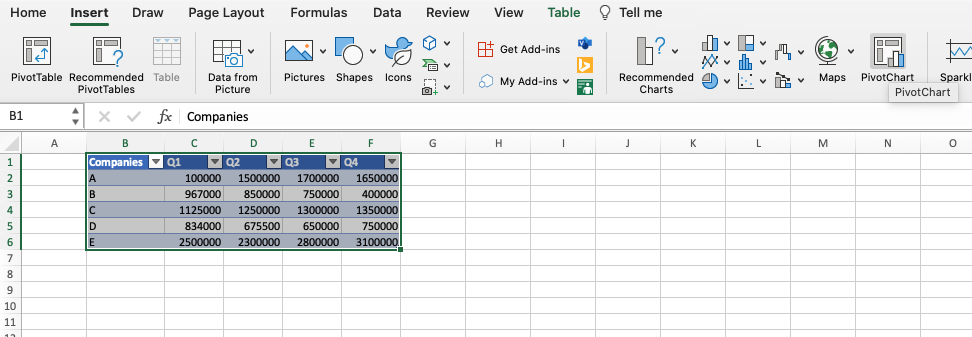 Home Insert Draw Page Layout Formulas Data Review View Table Tell me
PivotTable Recommended PivotTables Table Data from Picture Pictures Shapes Icons Get Add-ins My Add-ins Recommended Charts Maps PivotChart Sparkl
PivotChart
B1 fx Companies
A B C D E F G H I J K L M N O
1 Companies Q1 Q2 Q3 Q4
2 A 100000 1500000 1700000 1650000
3 B 967000 850000 750000 400000
4 C 1125000 1250000 1300000 1350000
5 D 834000 675500 650000 750000
6 E 2500000 2300000 2800000 3100000
7
8
9
10
11